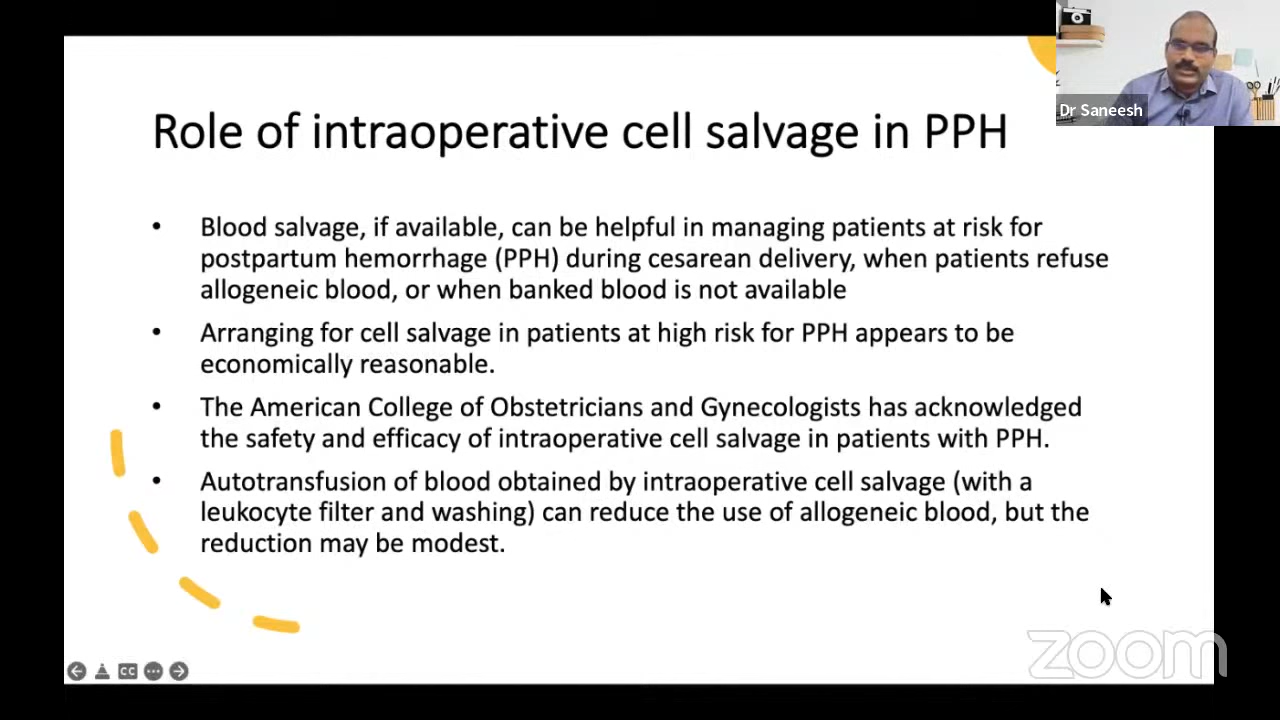 Dr Saneesh
Role of intraoperative cell salvage in PPH
• Blood salvage, if available, can be helpful in managing patients at risk for
postpartum hemorrhage (PPH) during cesarean delivery, when patients refuse
allogeneic blood, or when banked blood is not available
• Arranging for cell salvage in patients at high risk for PPH appears to be
economically reasonable.
• The American College of Obstetricians and Gynecologists has acknowledged
the safety and efficacy of intraoperative cell salvage in patients with PPH.
• Autotransfusion of blood obtained by intraoperative cell salvage (with a
leukocyte filter and washing) can reduce the use of allogeneic blood, but the
reduction may be modest.
CC
zoom